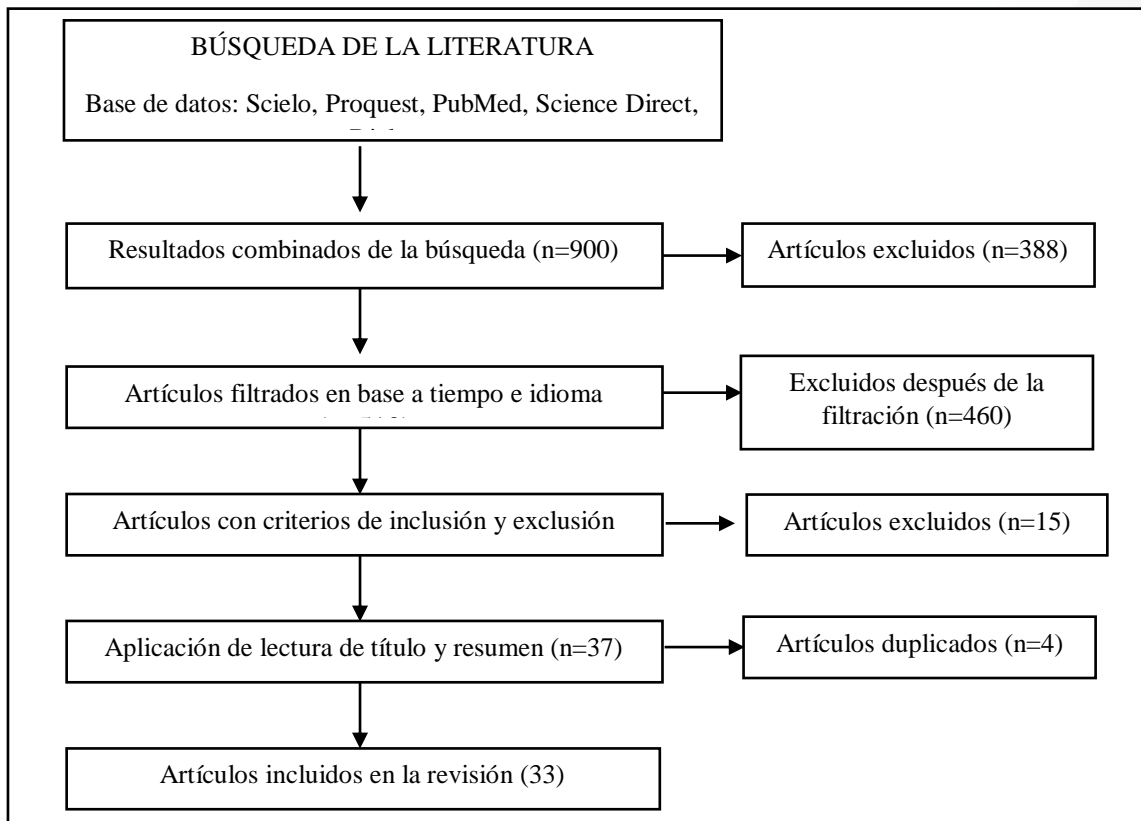 BÚSQUEDA DE LA LITERATURA
Base de datos: Scielo, Proquest, PubMed, Science Direct,
Resultados combinados de la búsqueda (n=900)
Artículos excluidos (n=388)
Artículos filtrados en base a tiempo e idioma
Excluidos después de la
filtración (n=460)
Artículos con criterios de inclusión y exclusión
Artículos excluidos (n=15)
Aplicación de lectura de título y resumen (n=37)
Artículos duplicados (n=4)
Artículos incluidos en la revisión (33)